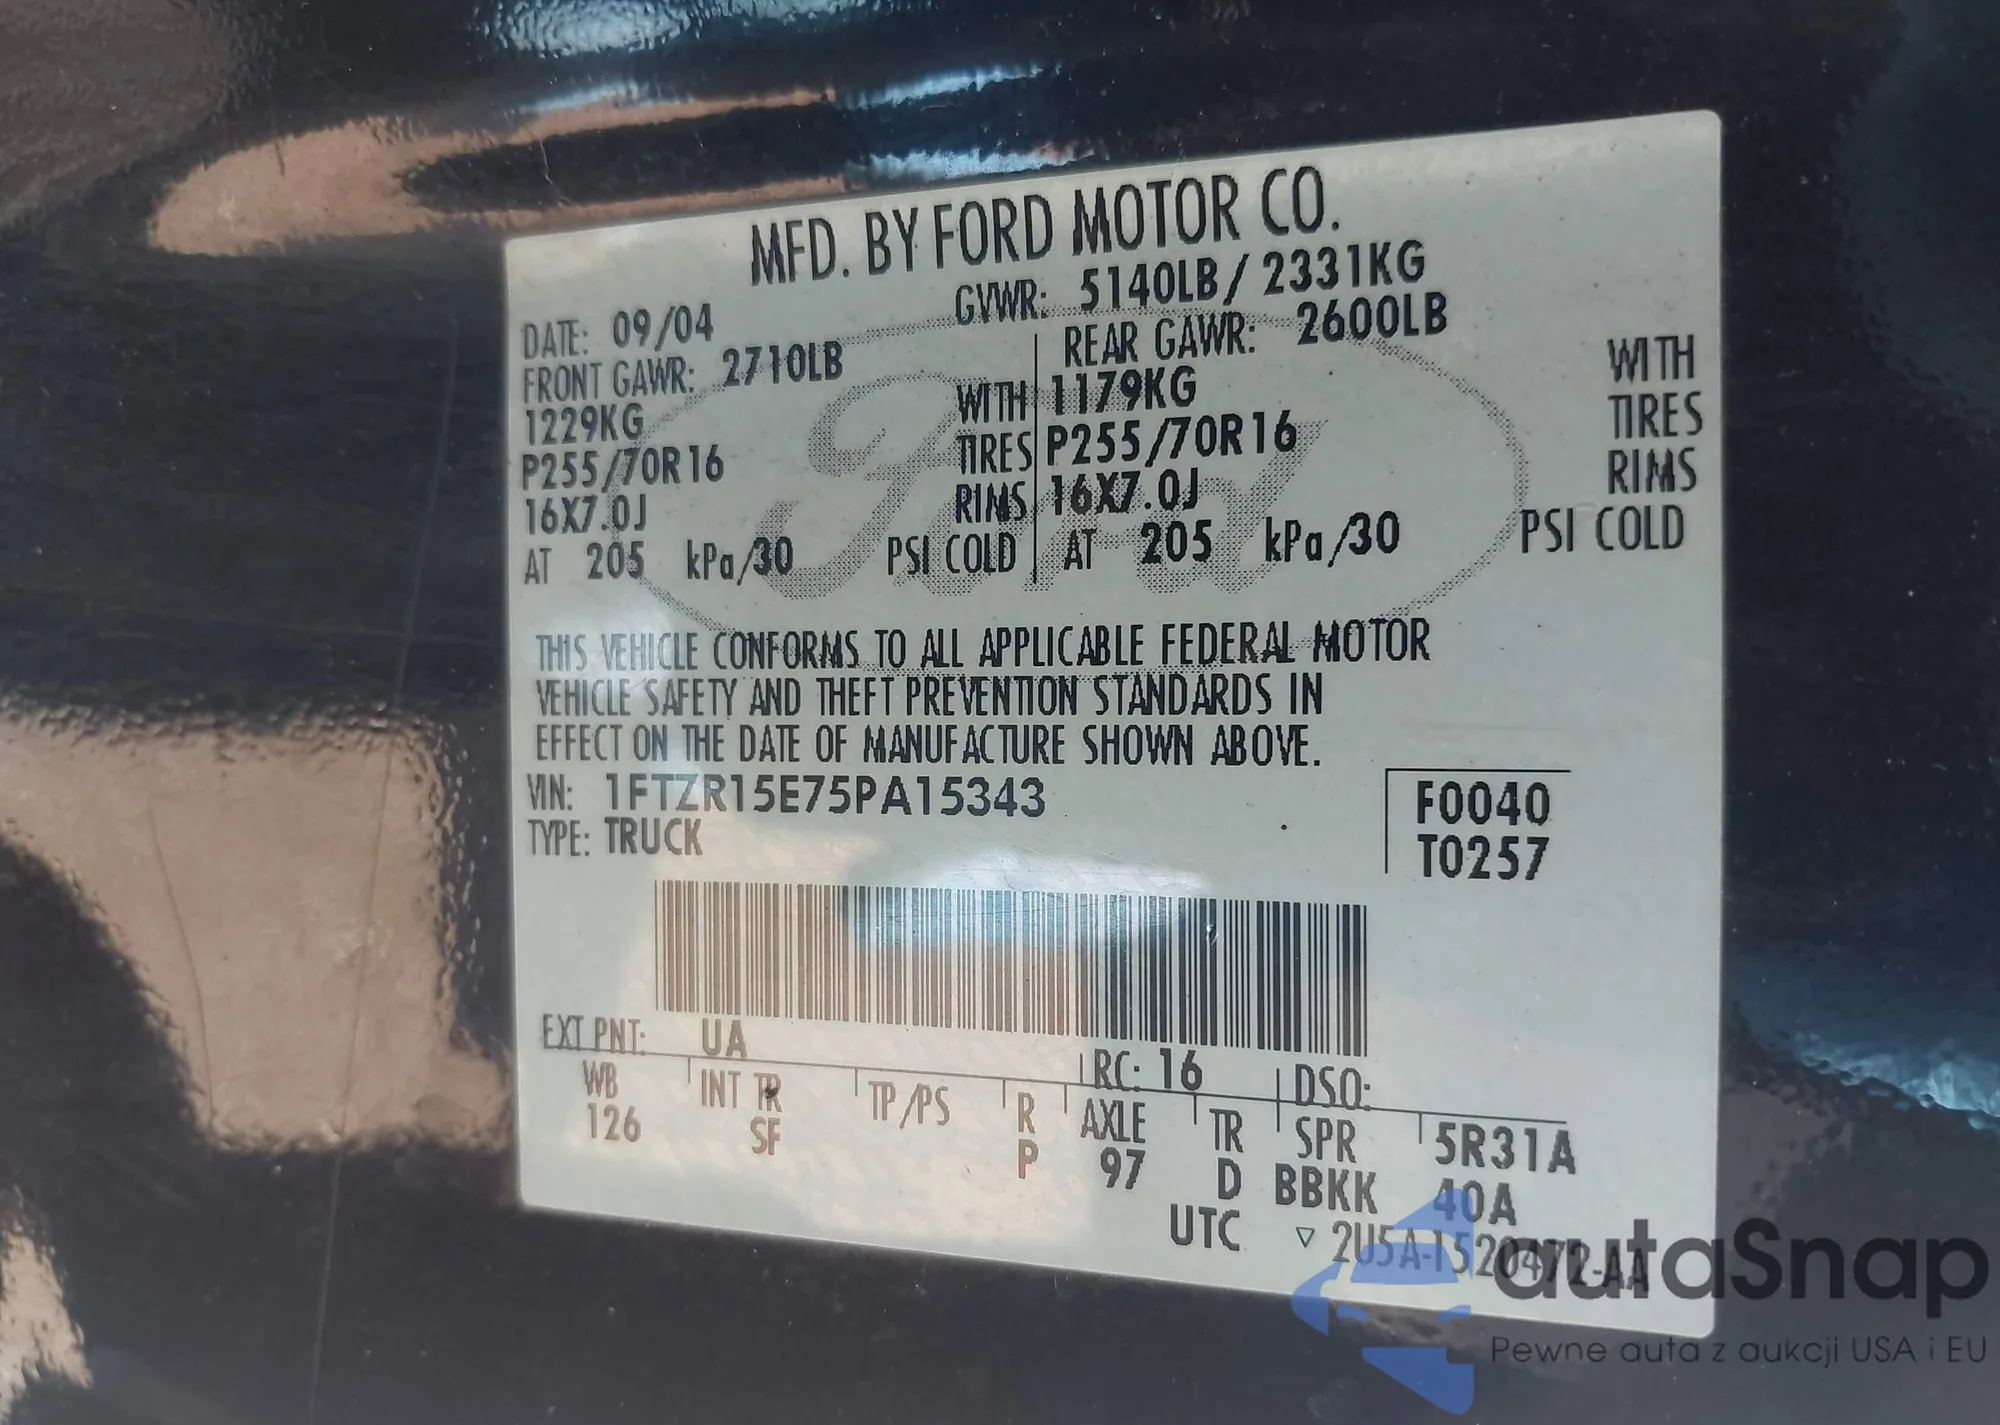 MFD. BY FORD MOTOR CO.
DATE: 09/04 GVWR: 5140LB/ 2331KG
FRONT GAWR: 2710LB REAR GAWR: 2600LB
1229KG WITH 1179KG WITH
P255/70R16 TIRES P255/70R16 TIRES
16X7.0J RIMS 16X7.0J RIMS
AT 205 kPa/30 PSI COLD AT 205 kPa/30 PSI COLD
THIS VEHICLE CONFORMS TO ALL APPLICABLE FEDERAL MOTOR
VEHICLE SAFETY AND THEFT PREVENTION STANDARDS IN
EFFECT ON THE DATE OF MANUFACTURE SHOWN ABOVE.
VIN: 1FTZR15E75PA15343 F0040
TYPE: TRUCK T0257
EXT PNT: UA RC: 16 DSO:
WB INT TR TP/PS R AXLE TR SPR 5R31A
126 SF P 97 D BBKK 40A
UTC ▽ 2U5A-1520472-AA
Ford
autaSnap
Pewne auta z aukcji USA i EU